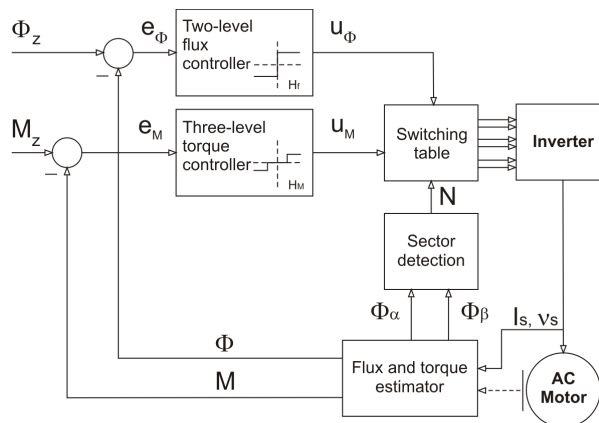 Φz
eΦ
Two-level
flux
controller
Hf
uΦ
Mz
eM
Three-level
torque
controller
HM
uM
Switching
table
Inverter
N
Sector
detection
Φα
Φβ
Is, νs
Φ
M
Flux and torque
estimator
AC
Motor